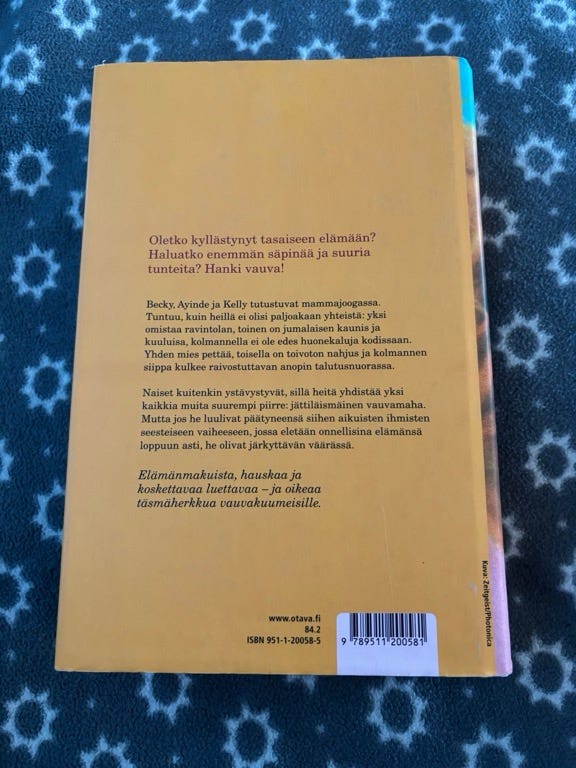 Oletko kyllästynyt tasaiseen elämään?
Haluatko enemmän säpinää ja suuria
tunteita? Hanki vauva!
Becky, Ayinde ja Kelly tutustuvat mammajoogassa.
Tuntuu, kuin heillä ei olisi paljoakaan yhteistä: yksi
omistaa ravintolan, toinen on jumalaisen kaunis ja
kuuluisa, kolmannella ei ole edes huonekaluja kodissaan.
Yhden mies pettää, toisella on toivoton nahjus ja kolmannen
siippa kulkee raivostuttavan anopin talutusnuorassa.
Naiset kuitenkin ystävystyvät, sillä heitä yhdistää yksi
kaikkia muita suurempi piirre: jättiläismäinen vauvamaha.
Mutta jos he luulivat päätyneensä siihen aikuisten ihmisten
seesteiseen vaiheeseen, jossa eletään onnellisina elämänsä
loppuun asti, he olivat järkyttävän väärässä.
Elämänmakuista, hauskaa ja
koskettavaa luettavaa – ja oikeaa
täsmäherkkua vauvakuumeisille.
Kuva: Zeitgeist/Photonica
www.otava.fi
84.2
ISBN 951-1-20058-5
9 789511 200581